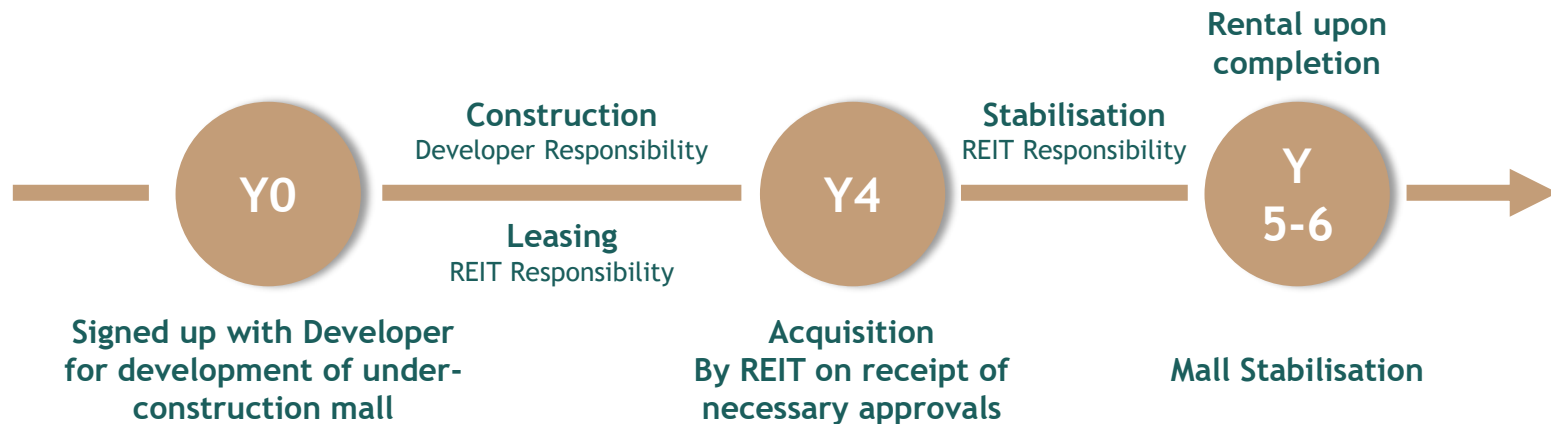 Rental upon
completion
Construction
Developer Responsibility
Stabilisation
REIT Responsibility
Y0
Y4
Y
5-6
Leasing
REIT Responsibility
Signed up with Developer
for development of under-
construction mall
Acquisition
By REIT on receipt of
necessary approvals
Mall Stabilisation